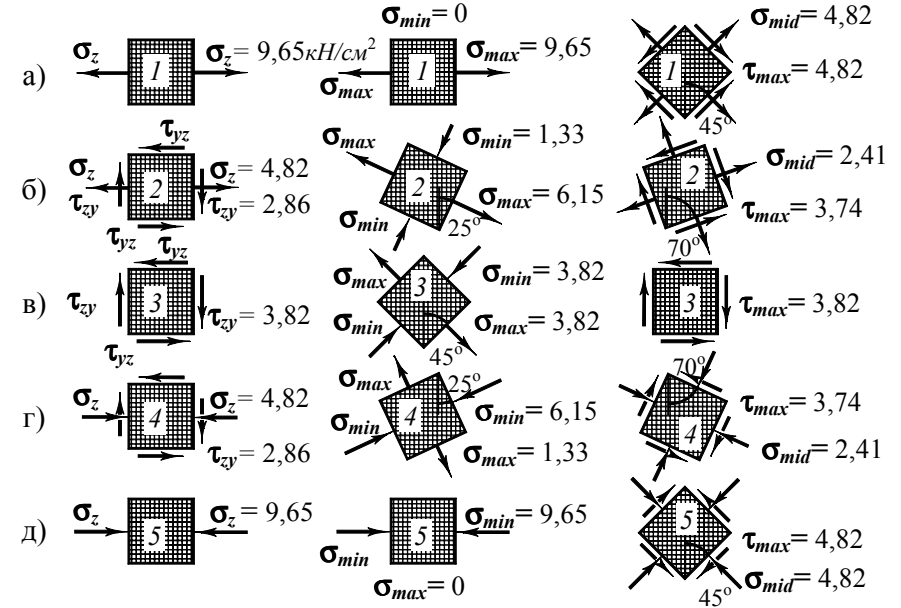 а) σz σz = 9,65кН/см² 1 σmin= 0 σmax σmax= 9,65 1 σmid= 4,82 τmax= 4,82 1 45°
б) τyz σz τzy σz= 4,82 τzy= 2,86 τyz 2 σmax σmin= 1,33 σmin σmax= 6,15 25° 2 σmid= 2,41 τmax= 3,74 70° 2
в) τyz τzy τzy= 3,82 τyz 3 σmax σmin= 3,82 σmin σmax= 3,82 45° 3 τmax= 3,82 3
г) σz σz= 4,82 τzy= 2,86 4 σmax 25° σmin σmin= 6,15 σmax= 1,33 4 70° τmax= 3,74 σmid= 2,41 4
д) σz σz = 9,65 5 σmin σmin= 9,65 σmax= 0 5 τmax= 4,82 σmid= 4,82 45° 5